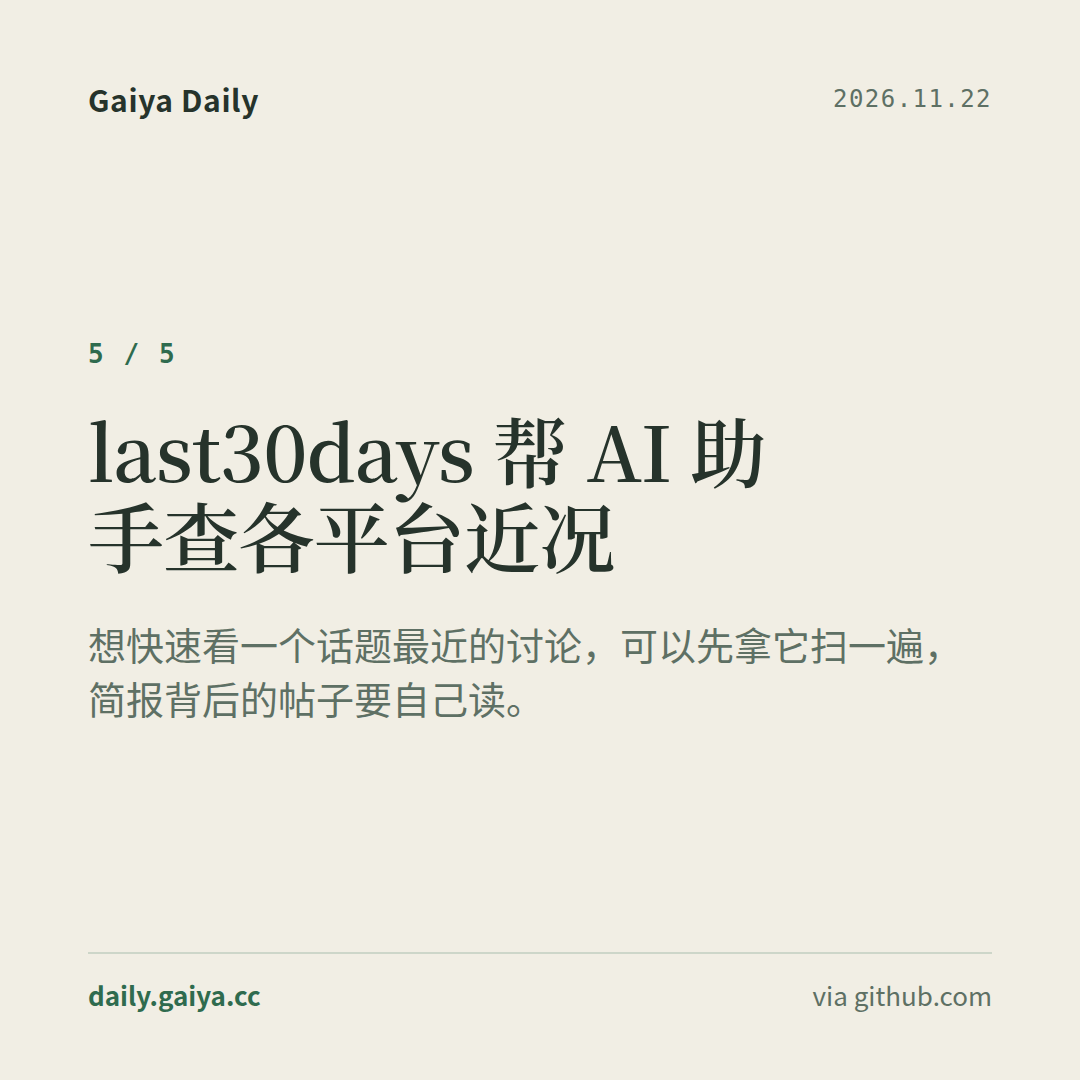 Gaiya Daily
2026.11.22
5 / 5
last30days 帮 AI 助
手查各平台近况
想快速看一个话题最近的讨论，可以先拿它扫一遍，
简报背后的帖子要自己读。
daily.gaiya.cc
via github.com